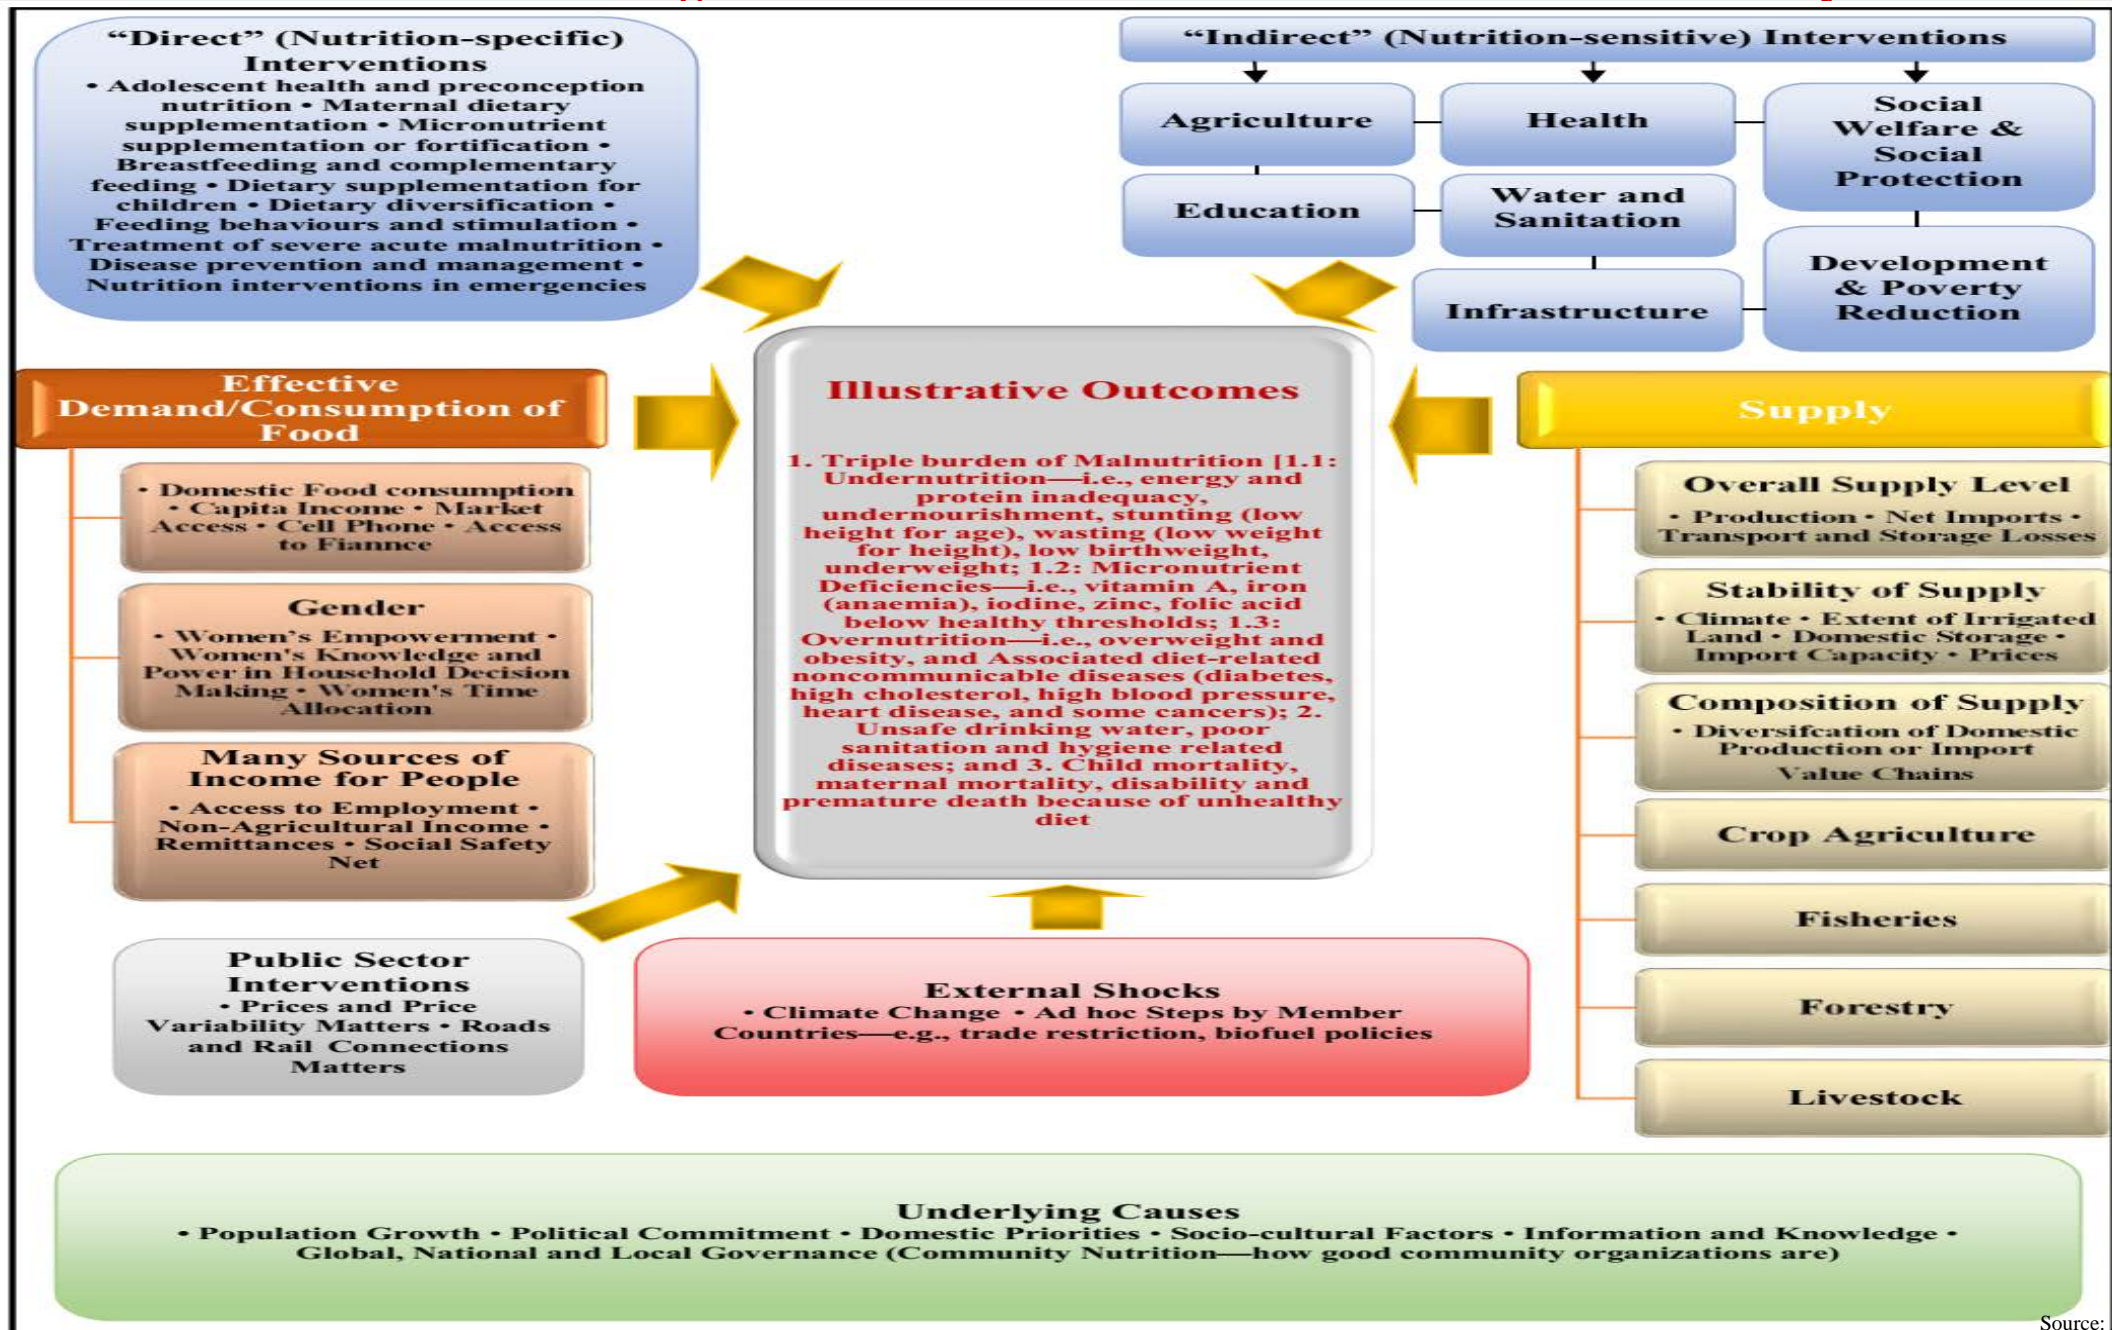 “Direct” (Nutrition-specific)
Interventions
• Adolescent health and preconception
nutrition • Maternal dietary
supplementation • Micronutrient
supplementation or fortification •
Breastfeeding and complementary
feeding • Dietary supplementation for
children • Dietary diversification •
Feeding behaviours and stimulation •
Treatment of severe acute malnutrition •
Disease prevention and management •
Nutrition interventions in emergencies
“Indirect” (Nutrition-sensitive) Interventions
Agriculture
Health
Social
Welfare &
Social
Protection
Education
Water and
Sanitation
Infrastructure
Development
& Poverty
Reduction
Effective
Demand/Consumption of
Food
• Domestic Food consumption
• Capita Income • Market
Access • Cell Phone • Access
to Fiannce
Gender
• Women’s Empowerment •
Women's Knowledge and
Power in Household Decision
Making • Women's Time
Allocation
Many Sources of
Income for People
• Access to Employment •
Non-Agricultural Income •
Remittances • Social Safety
Net
Illustrative Outcomes
1. Triple burden of Malnutrition [1.1:
Undernutrition—i.e., energy and
protein inadequacy,
undernourishment, stunting (low
height for age), wasting (low weight
for height), low birthweight,
underweight; 1.2: Micronutrient
Deficiencies—i.e., vitamin A, iron
(anaemia), iodine, zinc, folic acid
below healthy thresholds; 1.3:
Overnutrition—i.e., overweight and
obesity, and Associated diet-related
noncommunicable diseases (diabetes,
high cholesterol, high blood pressure,
heart disease, and some cancers); 2.
Unsafe drinking water, poor
sanitation and hygiene related
diseases; and 3. Child mortality,
maternal mortality, disability and
premature death because of unhealthy
diet
Supply
Overall Supply Level
• Production • Net Imports •
Transport and Storage Losses
Stability of Supply
• Climate • Extent of Irrigated
Land • Domestic Storage •
Import Capacity • Prices
Composition of Supply
• Diversifcation of Domestic
Production or Import
Value Chains
Crop Agriculture
Fisheries
Forestry
Livestock
Public Sector
Interventions
• Prices and Price
Variability Matters • Roads
and Rail Connections
Matters
External Shocks
• Climate Change • Ad hoc Steps by Member
Countries—e.g., trade restriction, biofuel policies
Underlying Causes
• Population Growth • Political Commitment • Domestic Priorities • Socio-cultural Factors • Information and Knowledge •
Global, National and Local Governance (Community Nutrition—how good community organizations are)
Source: